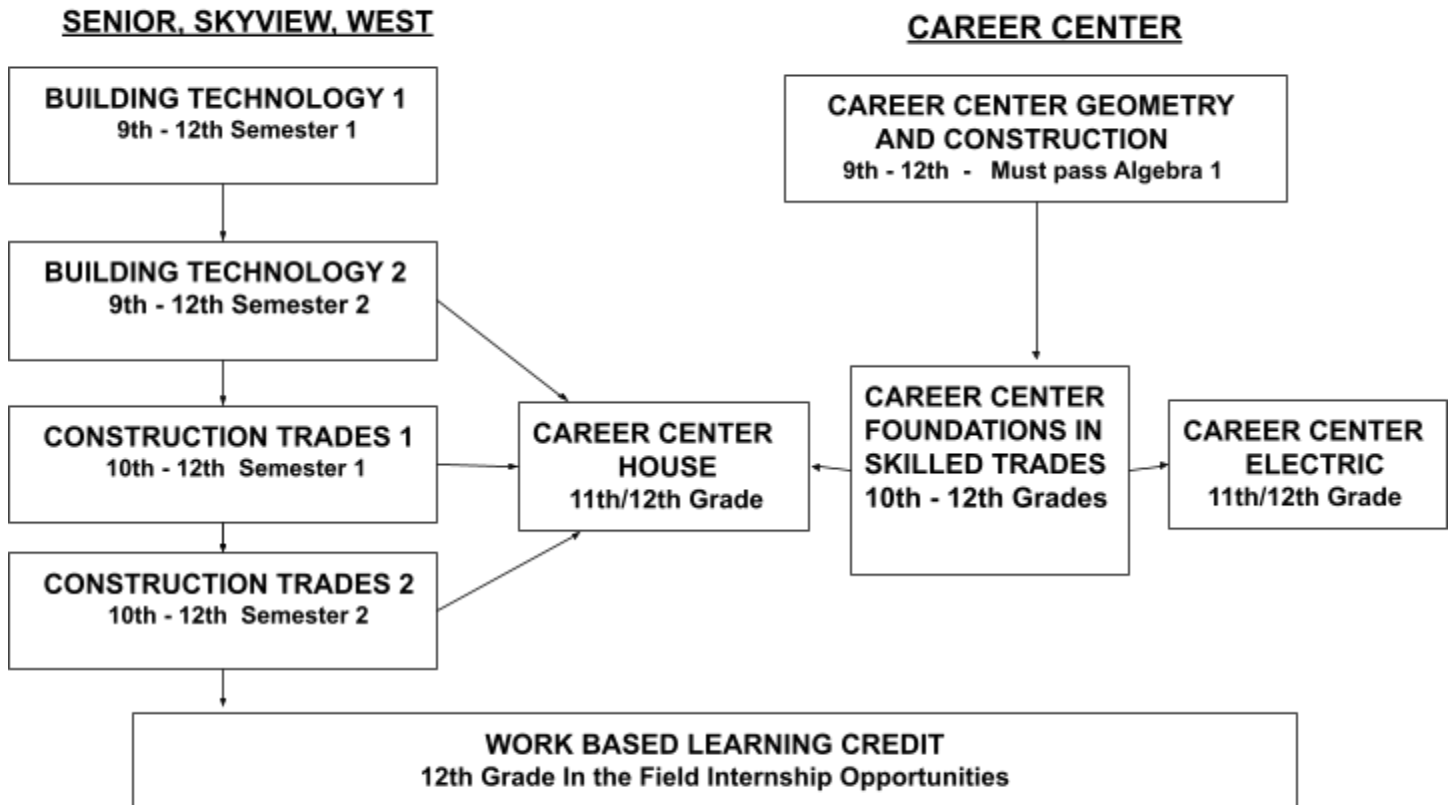 SENIOR, SKYVIEW, WEST
BUILDING TECHNOLOGY 1
9th - 12th Semester 1
BUILDING TECHNOLOGY 2
9th - 12th Semester 2
CONSTRUCTION TRADES 1
10th - 12th Semester 1
CONSTRUCTION TRADES 2
10th - 12th Semester 2
CAREER CENTER
CAREER CENTER GEOMETRY
AND CONSTRUCTION
9th - 12th - Must pass Algebra 1
CAREER CENTER
HOUSE
11th/12th Grade
CAREER CENTER
FOUNDATIONS IN
SKILLED TRADES
10th - 12th Grades
CAREER CENTER
ELECTRIC
11th/12th Grade
WORK BASED LEARNING CREDIT
12th Grade In the Field Internship Opportunities